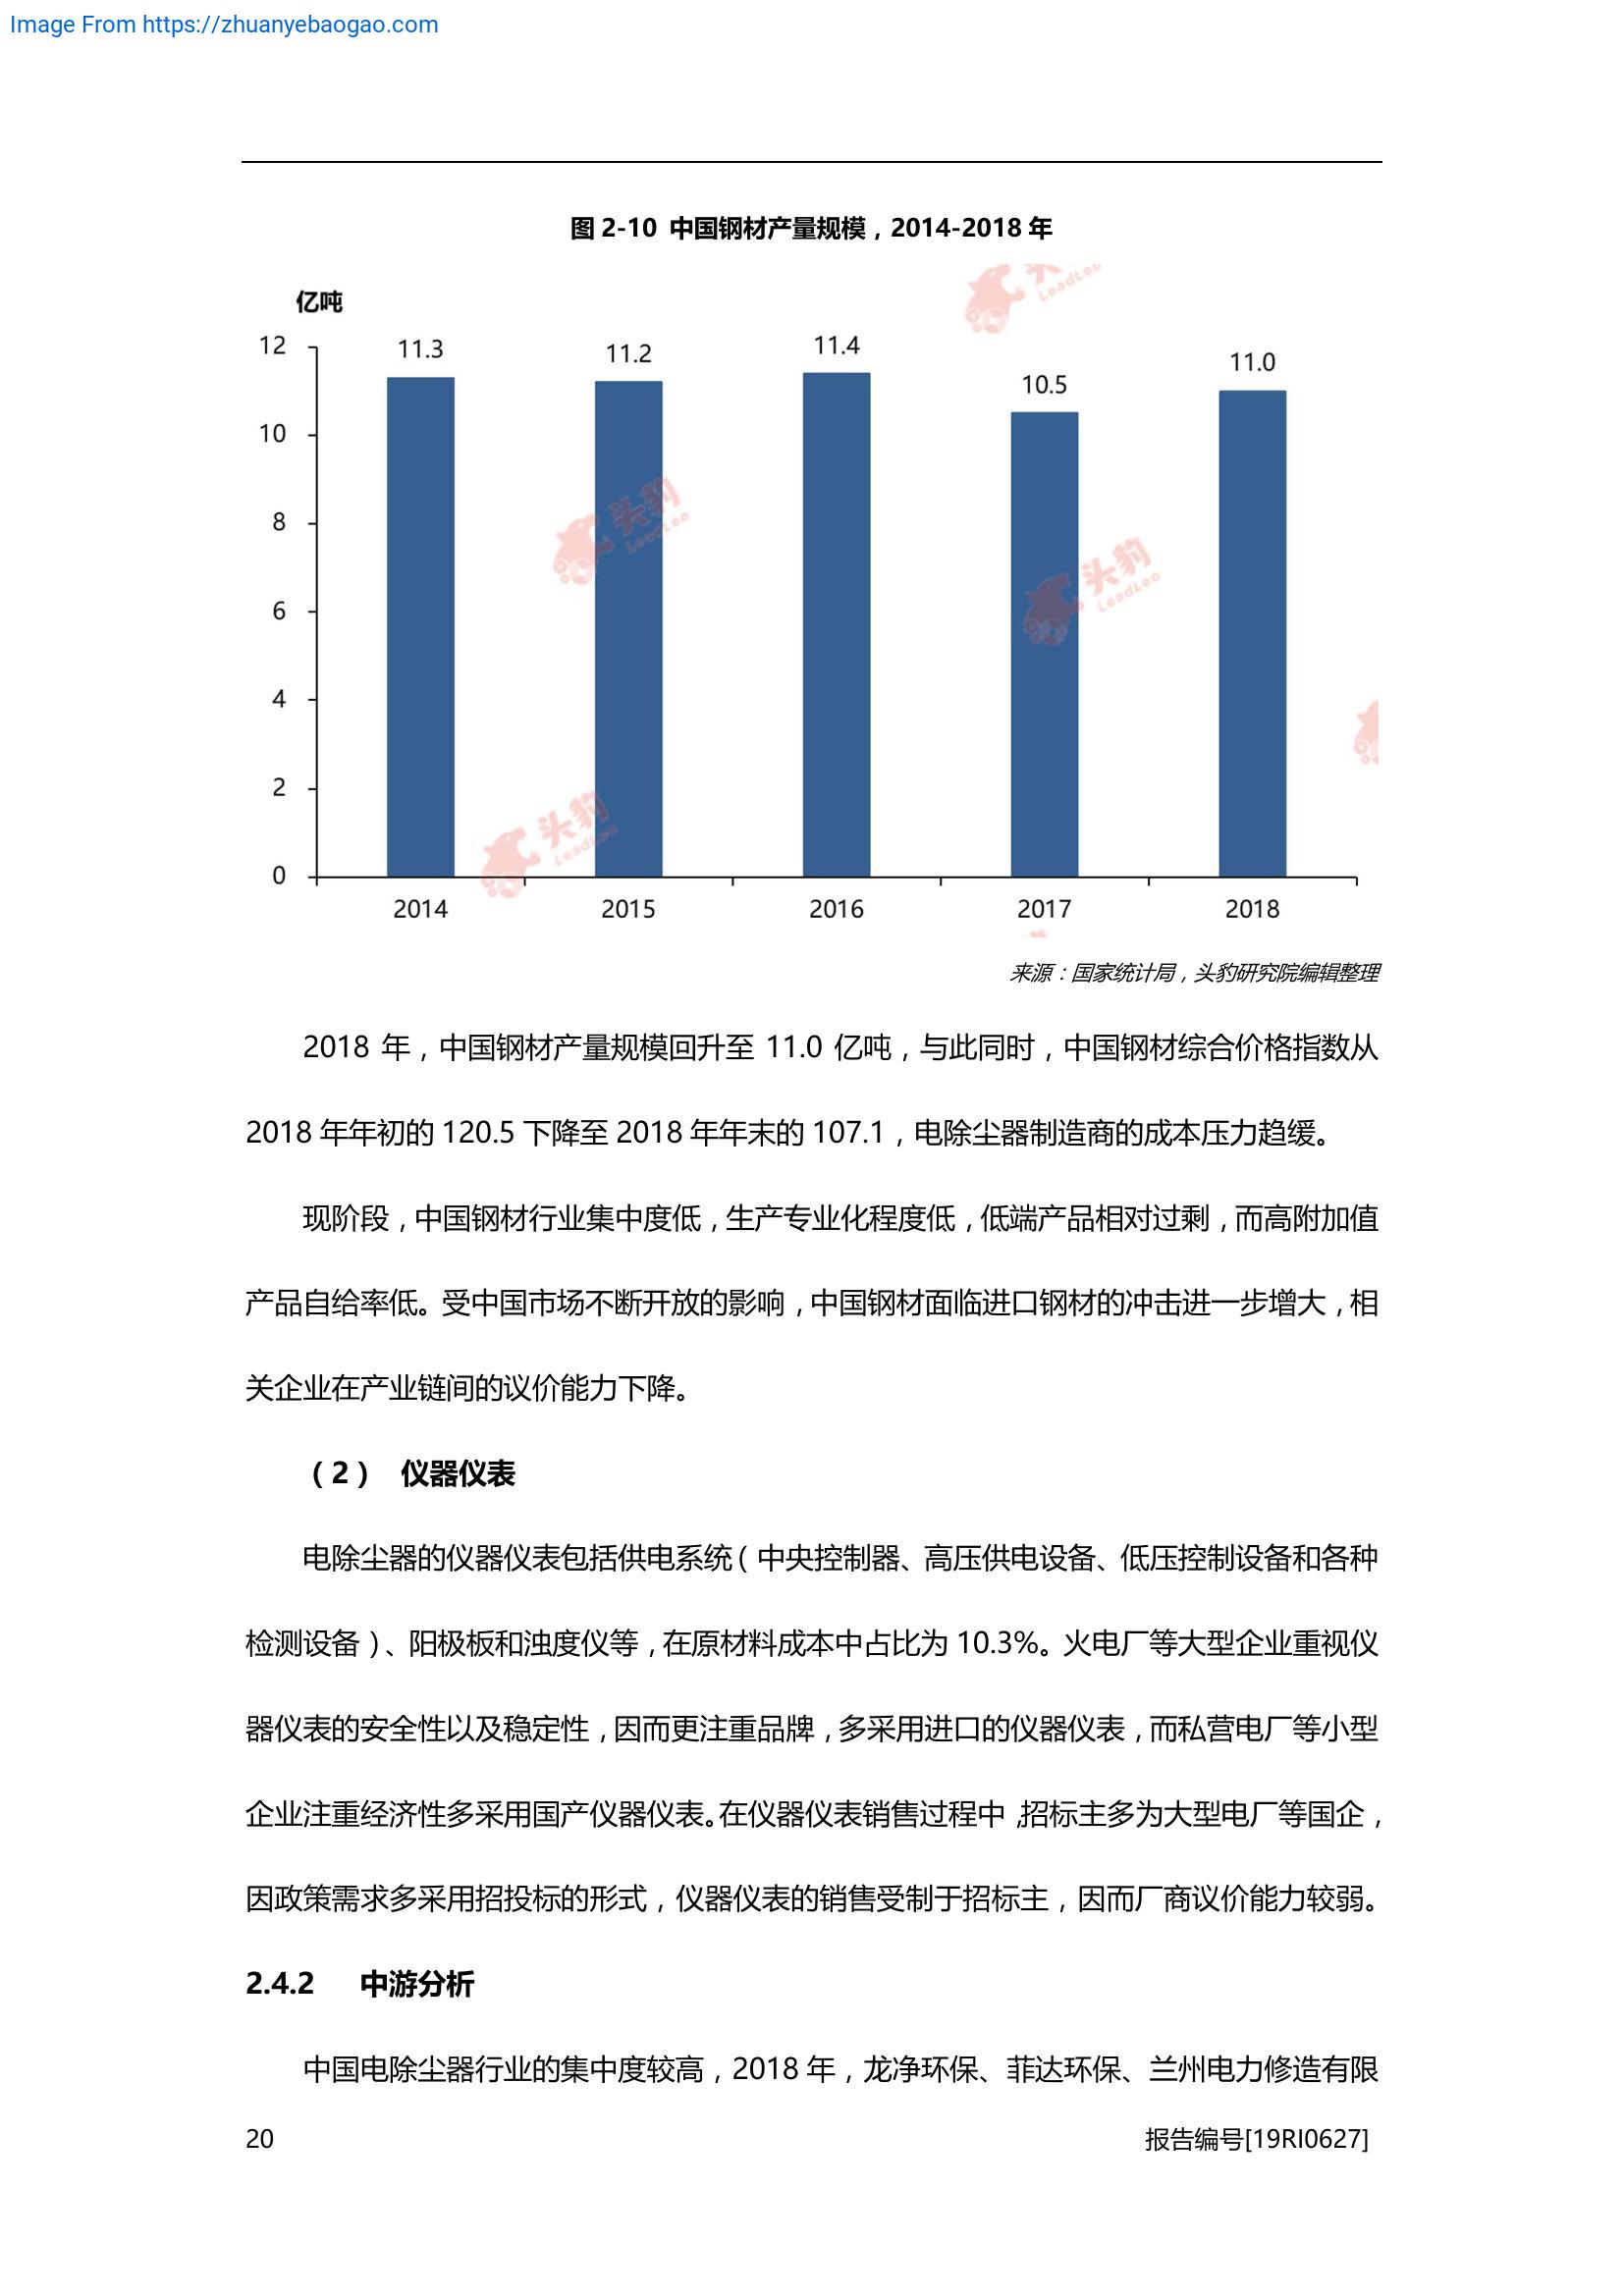 Image From https://zhuanyebaogao.com
图 2-10 中国钢材产量规模，2014-2018 年
亿吨
12
10
8
6
4
2
0
11.3
11.2
11.4
10.5
11.0
2014
2015
2016
2017
2018
头豹
LeadLeo
头豹
LeadLeo
头豹
LeadLeo
头豹
LeadLeo
来源：国家统计局，头豹研究院编辑整理
2018 年，中国钢材产量规模回升至 11.0 亿吨，与此同时，中国钢材综合价格指数从
2018 年年初的 120.5 下降至 2018 年年末的 107.1，电除尘器制造商的成本压力趋缓。
现阶段，中国钢材行业集中度低，生产专业化程度低，低端产品相对过剩，而高附加值
产品自给率低。受中国市场不断开放的影响，中国钢材面临进口钢材的冲击进一步增大，相
关企业在产业链间的议价能力下降。
（2） 仪器仪表
电除尘器的仪器仪表包括供电系统（中央控制器、高压供电设备、低压控制设备和各种
检测设备）、阳极板和浊度仪等，在原材料成本中占比为 10.3%。火电厂等大型企业重视仪
器仪表的安全性以及稳定性，因而更注重品牌，多采用进口的仪器仪表，而私营电厂等小型
企业注重经济性多采用国产仪器仪表。在仪器仪表销售过程中，招标主多为大型电厂等国企，
因政策需求多采用招投标的形式，仪器仪表的销售受制于招标主，因而厂商议价能力较弱。
2.4.2 中游分析
中国电除尘器行业的集中度较高，2018 年，龙净环保、菲达环保、兰州电力修造有限
20
报告编号[19RI0627]